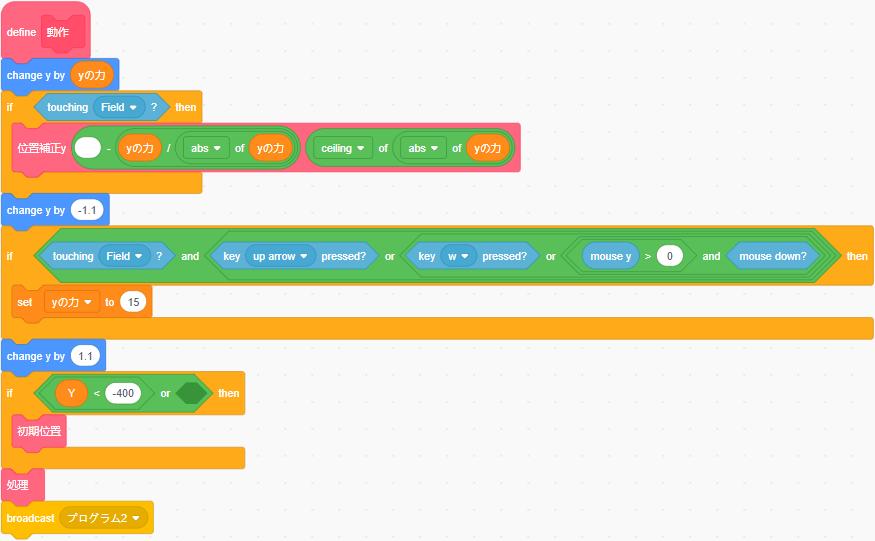 define 動作
change y by yの力
if touching Field ? then
位置補正y - yの力 / abs of yの力 ceiling of abs of yの力
change y by -1.1
if touching Field ? and key up arrow pressed? or key w pressed? or mouse y > 0 and mouse down? then
set yの力 to 15
change y by 1.1
if Y < -400 or then
初期位置
処理
broadcast プログラム2